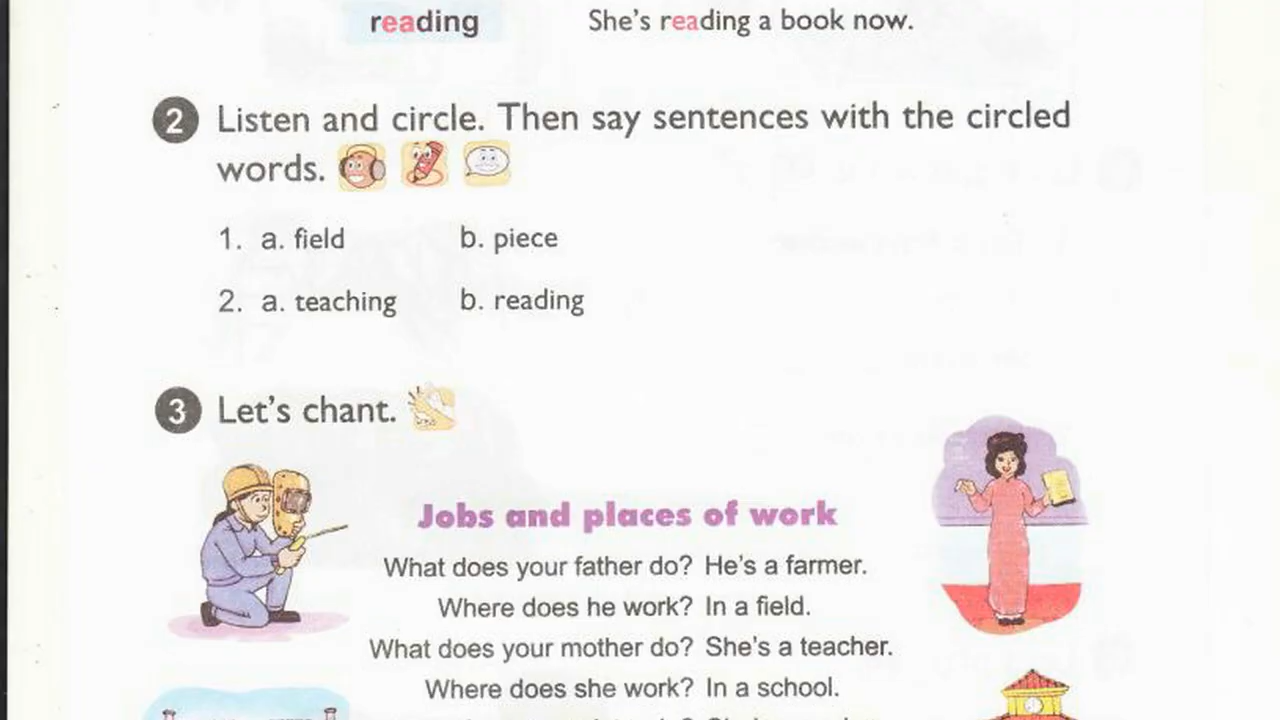 reading She's reading a book now.
2 Listen and circle. Then say sentences with the circled
words.
1. a. field b. piece
2. a. teaching b. reading
3 Let's chant.
Jobs and places of work
What does your father do? He's a farmer.
Where does he work? In a field.
What does your mother do? She's a teacher.
Where does she work? In a school.